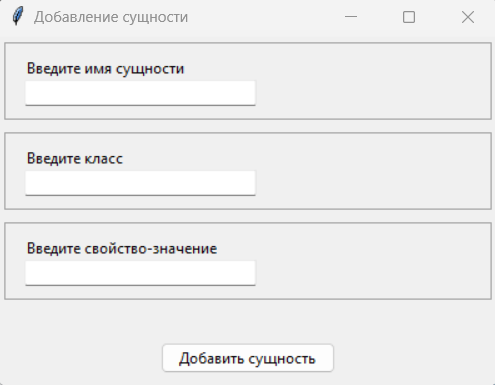 Добавление сущности
Введите имя сущности
Введите класс
Введите свойство-значение
Добавить сущность